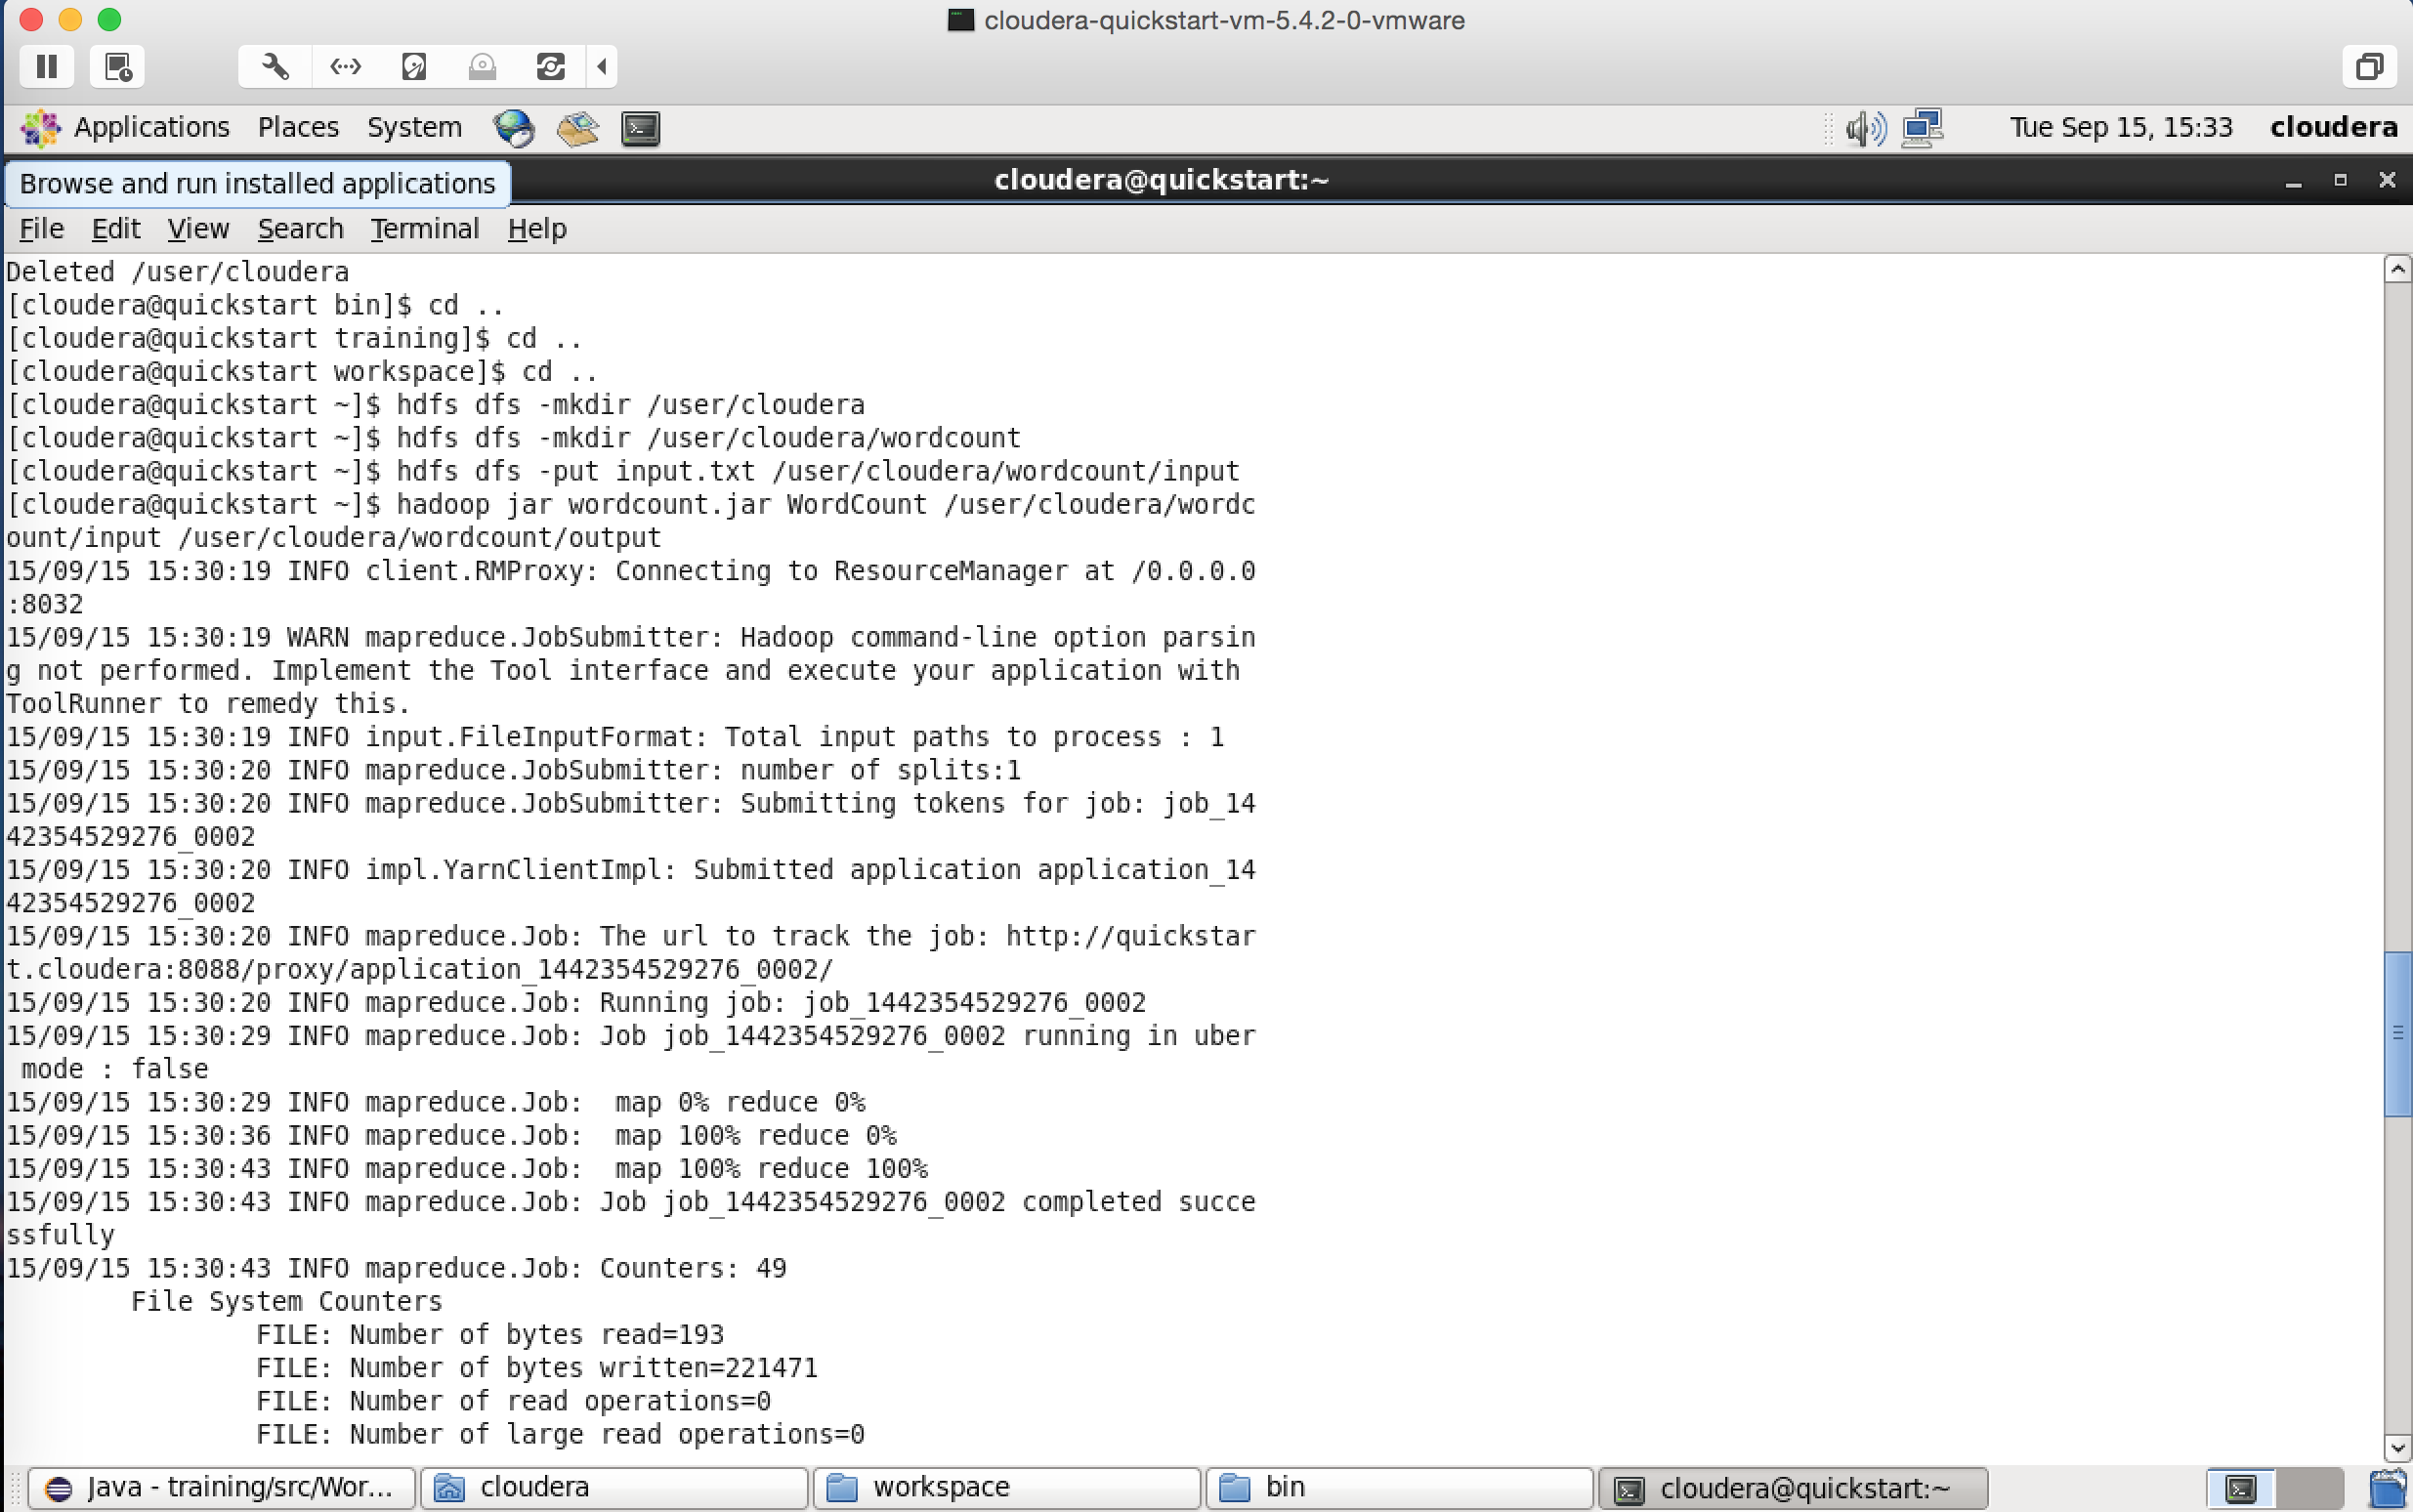 cloudera-quickstart-vm-5.4.2-0-vmware
Applications Places System Tue Sep 15, 15:33 cloudera
Browse and run installed applications cloudera@quickstart:~
File Edit View Search Terminal Help
Deleted /user/cloudera
[cloudera@quickstart bin]$ cd ..
[cloudera@quickstart training]$ cd ..
[cloudera@quickstart workspace]$ cd ..
[cloudera@quickstart ~]$ hdfs dfs -mkdir /user/cloudera
[cloudera@quickstart ~]$ hdfs dfs -mkdir /user/cloudera/wordcount
[cloudera@quickstart ~]$ hdfs dfs -put input.txt /user/cloudera/wordcount/input
[cloudera@quickstart ~]$ hadoop jar wordcount.jar WordCount /user/cloudera/wordc
ount/input /user/cloudera/wordcount/output
15/09/15 15:30:19 INFO client.RMProxy: Connecting to ResourceManager at /0.0.0.0
:8032
15/09/15 15:30:19 WARN mapreduce.JobSubmitter: Hadoop command-line option parsin
g not performed. Implement the Tool interface and execute your application with
ToolRunner to remedy this.
15/09/15 15:30:19 INFO input.FileInputFormat: Total input paths to process : 1
15/09/15 15:30:20 INFO mapreduce.JobSubmitter: number of splits:1
15/09/15 15:30:20 INFO mapreduce.JobSubmitter: Submitting tokens for job: job_14
42354529276_0002
15/09/15 15:30:20 INFO impl.YarnClientImpl: Submitted application application_14
42354529276_0002
15/09/15 15:30:20 INFO mapreduce.Job: The url to track the job: http://quickstar
t.cloudera:8088/proxy/application_1442354529276_0002/
15/09/15 15:30:20 INFO mapreduce.Job: Running job: job_1442354529276_0002
15/09/15 15:30:29 INFO mapreduce.Job: Job job_1442354529276_0002 running in uber
 mode : false
15/09/15 15:30:29 INFO mapreduce.Job:  map 0% reduce 0%
15/09/15 15:30:36 INFO mapreduce.Job:  map 100% reduce 0%
15/09/15 15:30:43 INFO mapreduce.Job:  map 100% reduce 100%
15/09/15 15:30:43 INFO mapreduce.Job: Job job_1442354529276_0002 completed succe
ssfully
15/09/15 15:30:43 INFO mapreduce.Job: Counters: 49
File System Counters
FILE: Number of bytes read=193
FILE: Number of bytes written=221471
FILE: Number of read operations=0
FILE: Number of large read operations=0
Java - training/src/Wor... cloudera workspace bin cloudera@quickstart:~